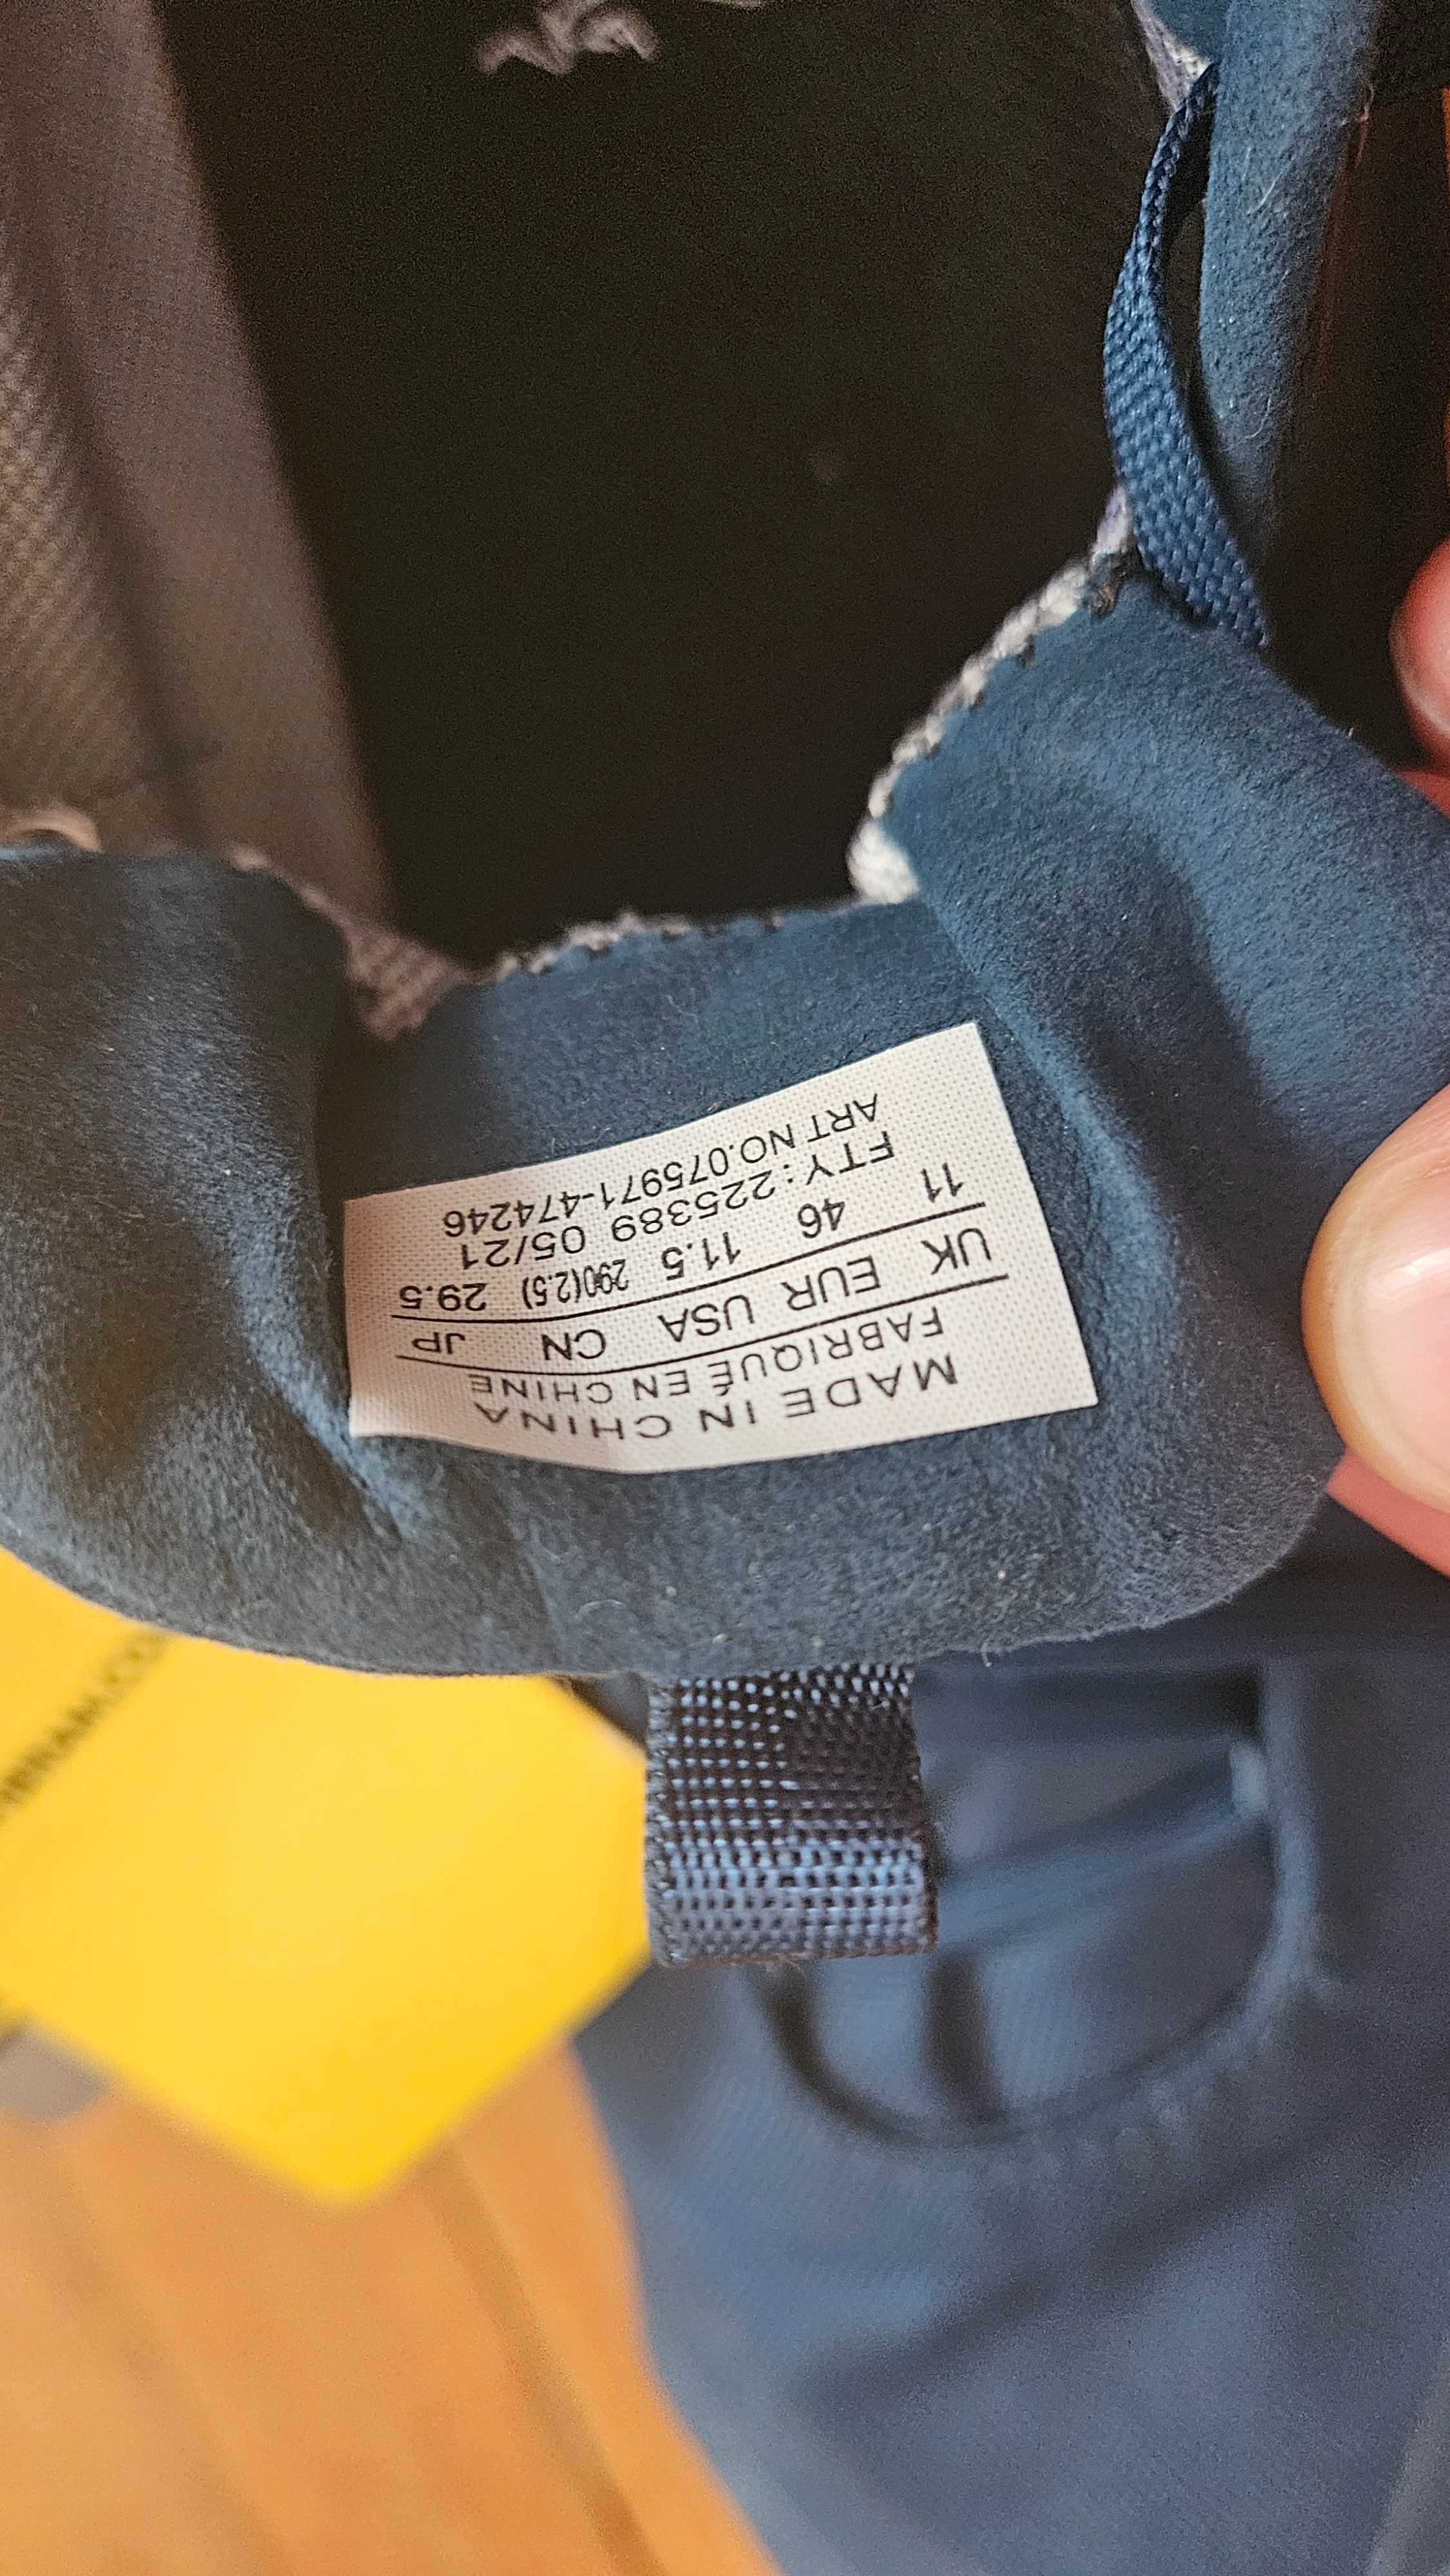 MADE IN CHINA
FABRIQUÉ EN CHINE
UK EUR USA CN JP
11 46 11.5 290(2.5) 29.5
FTY: 225389 05/21
ART NO.075971-474246